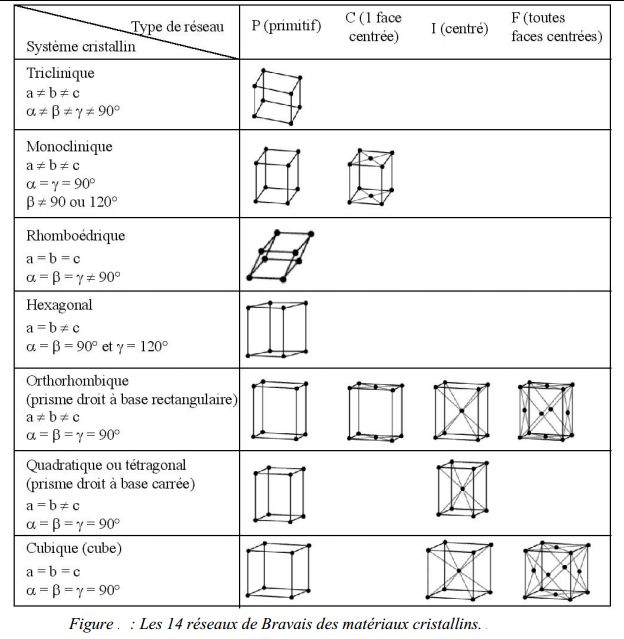 Type de réseau
Système cristallin
P (primitif)
C (1 face
centrée)
I (centré)
F (toutes
faces centrées)
Triclinique
a ≠ b ≠ c
α ≠ β ≠ γ ≠ 90°
Monoclinique
a ≠ b ≠ c
α = γ = 90°
β ≠ 90 ou 120°
Rhomboédrique
a = b = c
α = β = γ ≠ 90°
Hexagonal
a = b ≠ c
α = β = 90° et γ = 120°
Orthorhombique
(prisme droit à base rectangulaire)
a ≠ b ≠ c
α = β = γ = 90°
Quadratique ou tétragonal
(prisme droit à base carrée)
a = b ≠ c
α = β = γ = 90°
Cubique (cube)
a = b = c
α = β = γ = 90°
Figure : Les 14 réseaux de Bravais des matériaux cristallins.